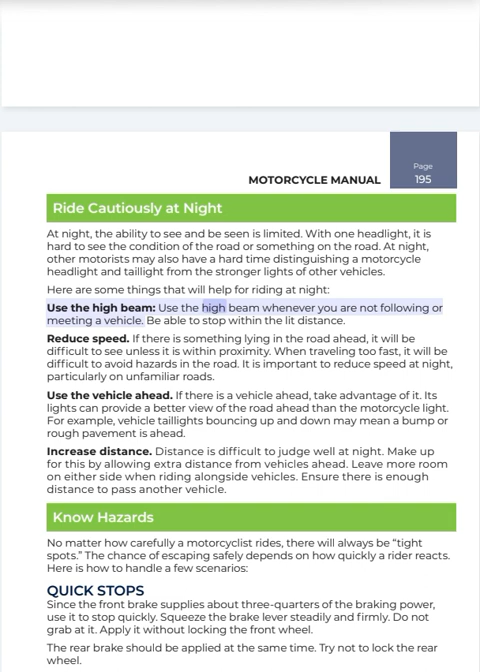 Page
MOTORCYCLE MANUAL 195
Ride Cautiously at Night
At night, the ability to see and be seen is limited. With one headlight, it is
hard to see the condition of the road or something on the road. At night,
other motorists may also have a hard time distinguishing a motorcycle
headlight and taillight from the stronger lights of other vehicles.
Here are some things that will help for riding at night:
Use the high beam: Use the high beam whenever you are not following or
meeting a vehicle. Be able to stop within the lit distance.
Reduce speed. If there is something lying in the road ahead, it will be
difficult to see unless it is within proximity. When traveling too fast, it will be
difficult to avoid hazards in the road. It is important to reduce speed at night,
particularly on unfamiliar roads.
Use the vehicle ahead. If there is a vehicle ahead, take advantage of it. Its
lights can provide a better view of the road ahead than the motorcycle light.
For example, vehicle taillights bouncing up and down may mean a bump or
rough pavement is ahead.
Increase distance. Distance is difficult to judge well at night. Make up
for this by allowing extra distance from vehicles ahead. Leave more room
on either side when riding alongside vehicles. Ensure there is enough
distance to pass another vehicle.
Know Hazards
No matter how carefully a motorcyclist rides, there will always be “tight
spots.” The chance of escaping safely depends on how quickly a rider reacts.
Here is how to handle a few scenarios:
QUICK STOPS
Since the front brake supplies about three-quarters of the braking power,
use it to stop quickly. Squeeze the brake lever steadily and firmly. Do not
grab at it. Apply it without locking the front wheel.
The rear brake should be applied at the same time. Try not to lock the rear
wheel.